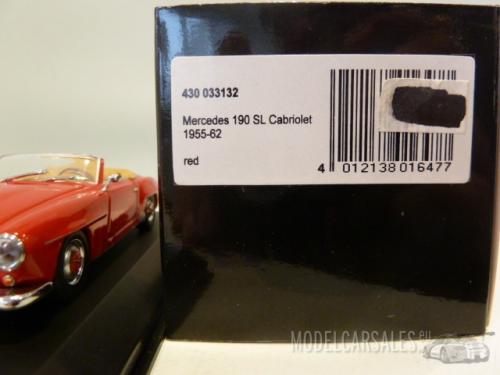 430 033132
Mercedes 190 SL Cabriolet
1955-62
red
4 012138 016477
MODELCARSALES.eu